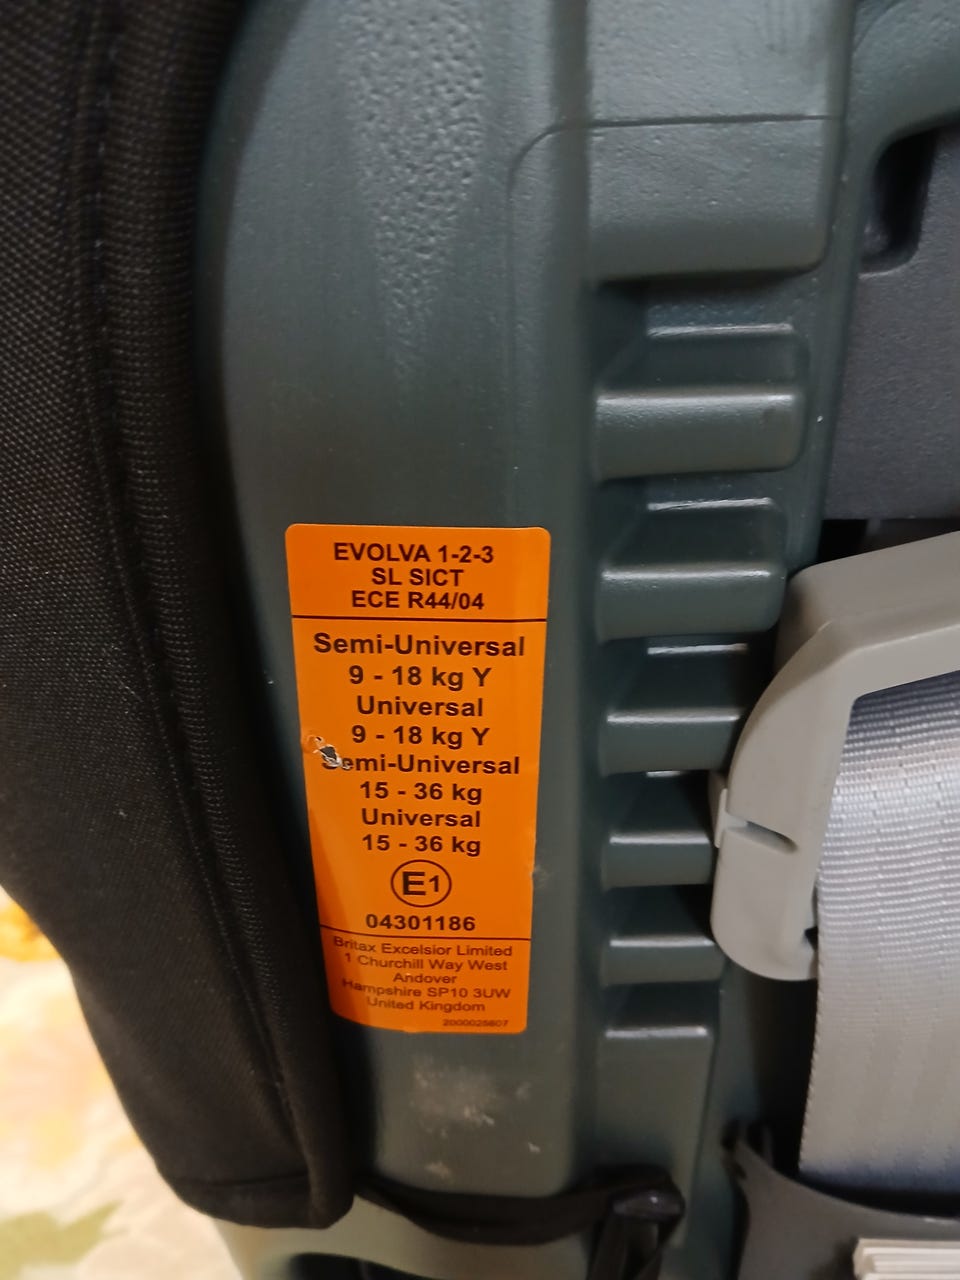 EVOLVA 1-2-3
SL SICT
ECE R44/04
Semi-Universal
9 - 18 kg Y
Universal
9 - 18 kg Y
Semi-Universal
15 - 36 kg
Universal
15 - 36 kg
E1
04301186
Britax Excelsior Limited
1 Churchill Way West
Andover
Hampshire SP10 3UW
United Kingdom
2000025607